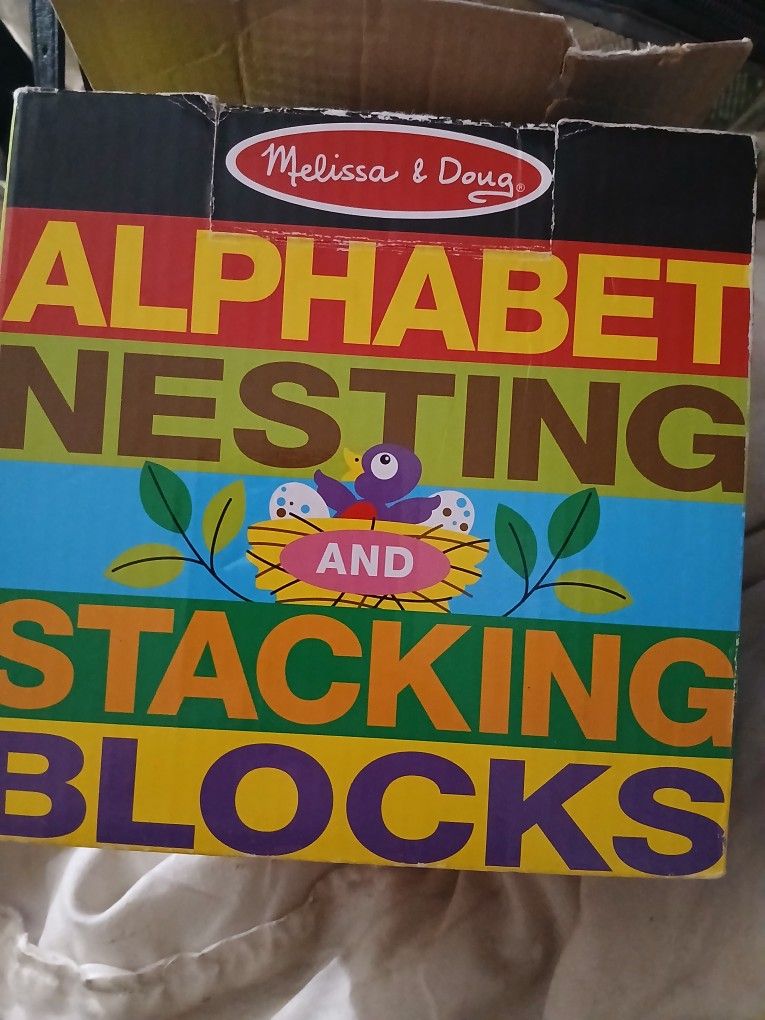 Melissa & Doug®
ALPHABET
NESTING
AND
STACKING
BLOCKS